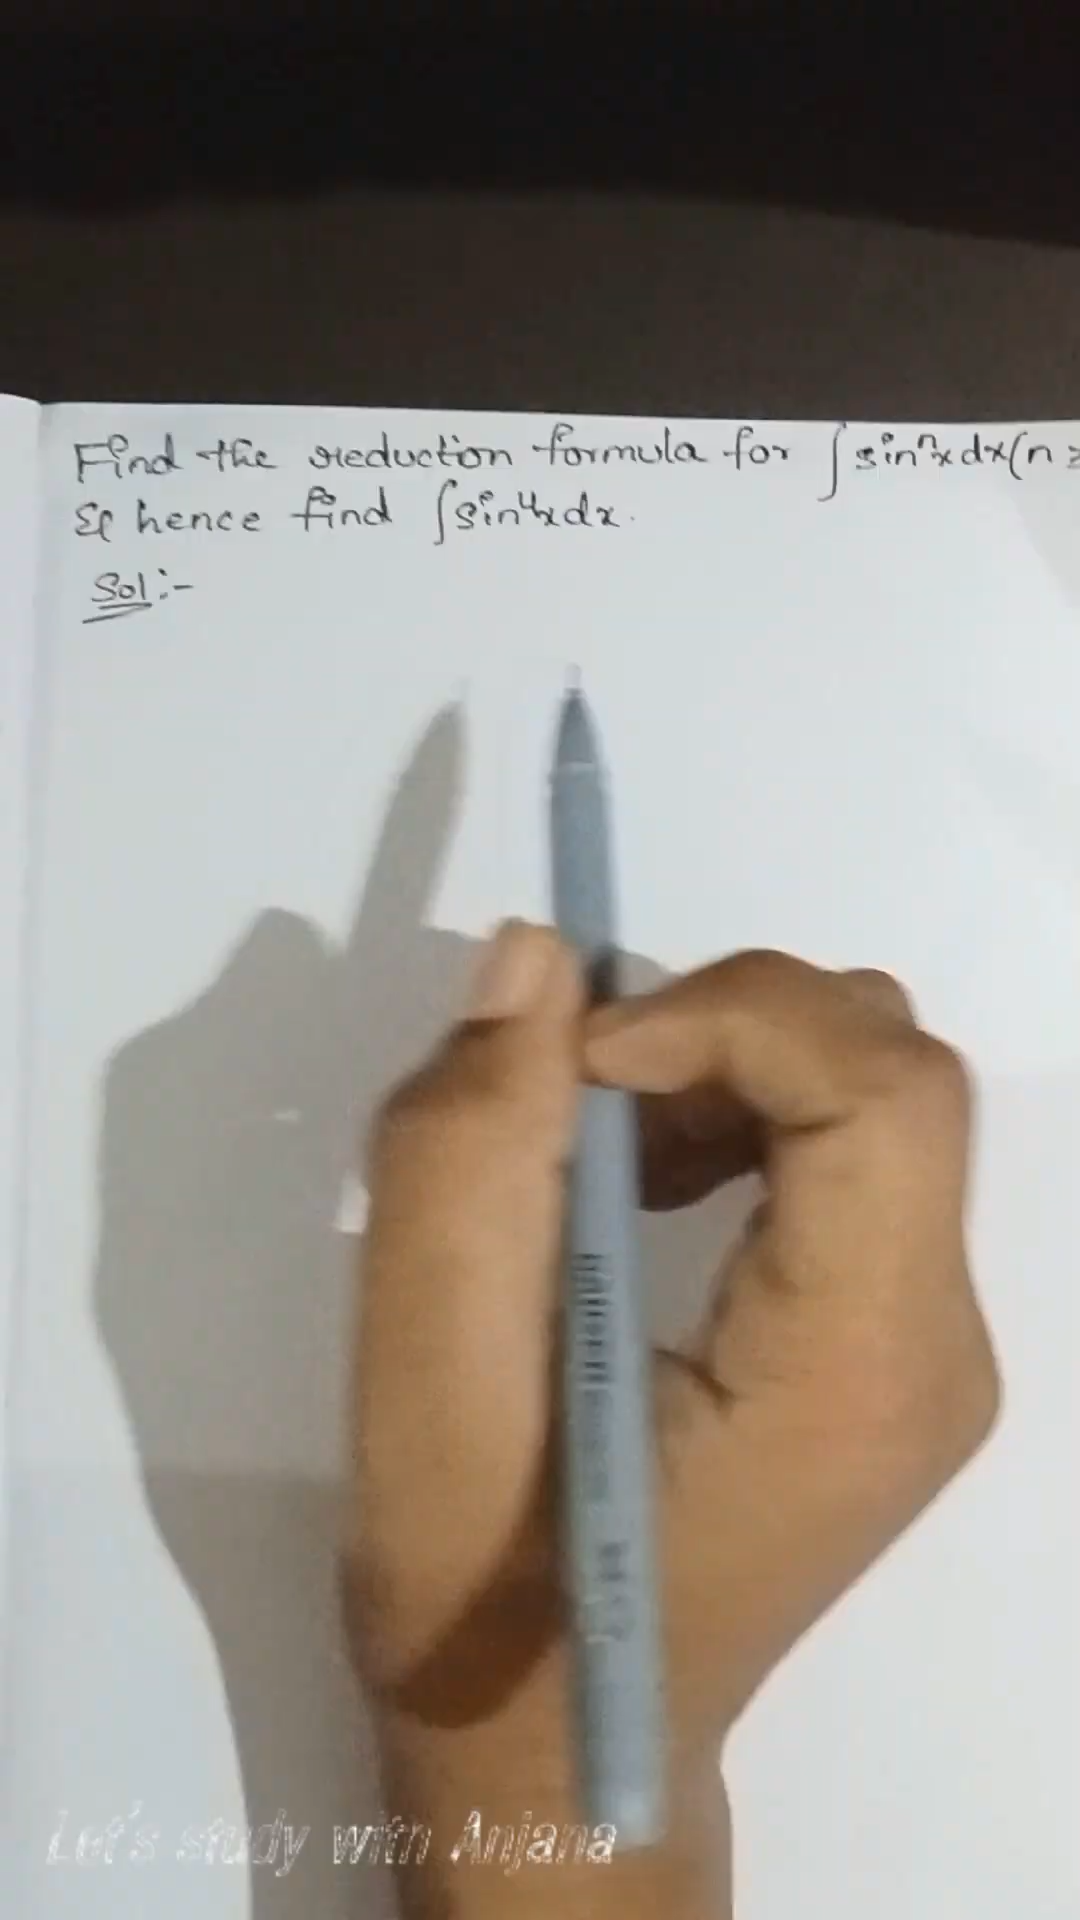 Find the reduction formula for ∫sinⁿx dx (n ≥
& hence find ∫sin⁴x dx.
Sol:-
Let's study with Anjana